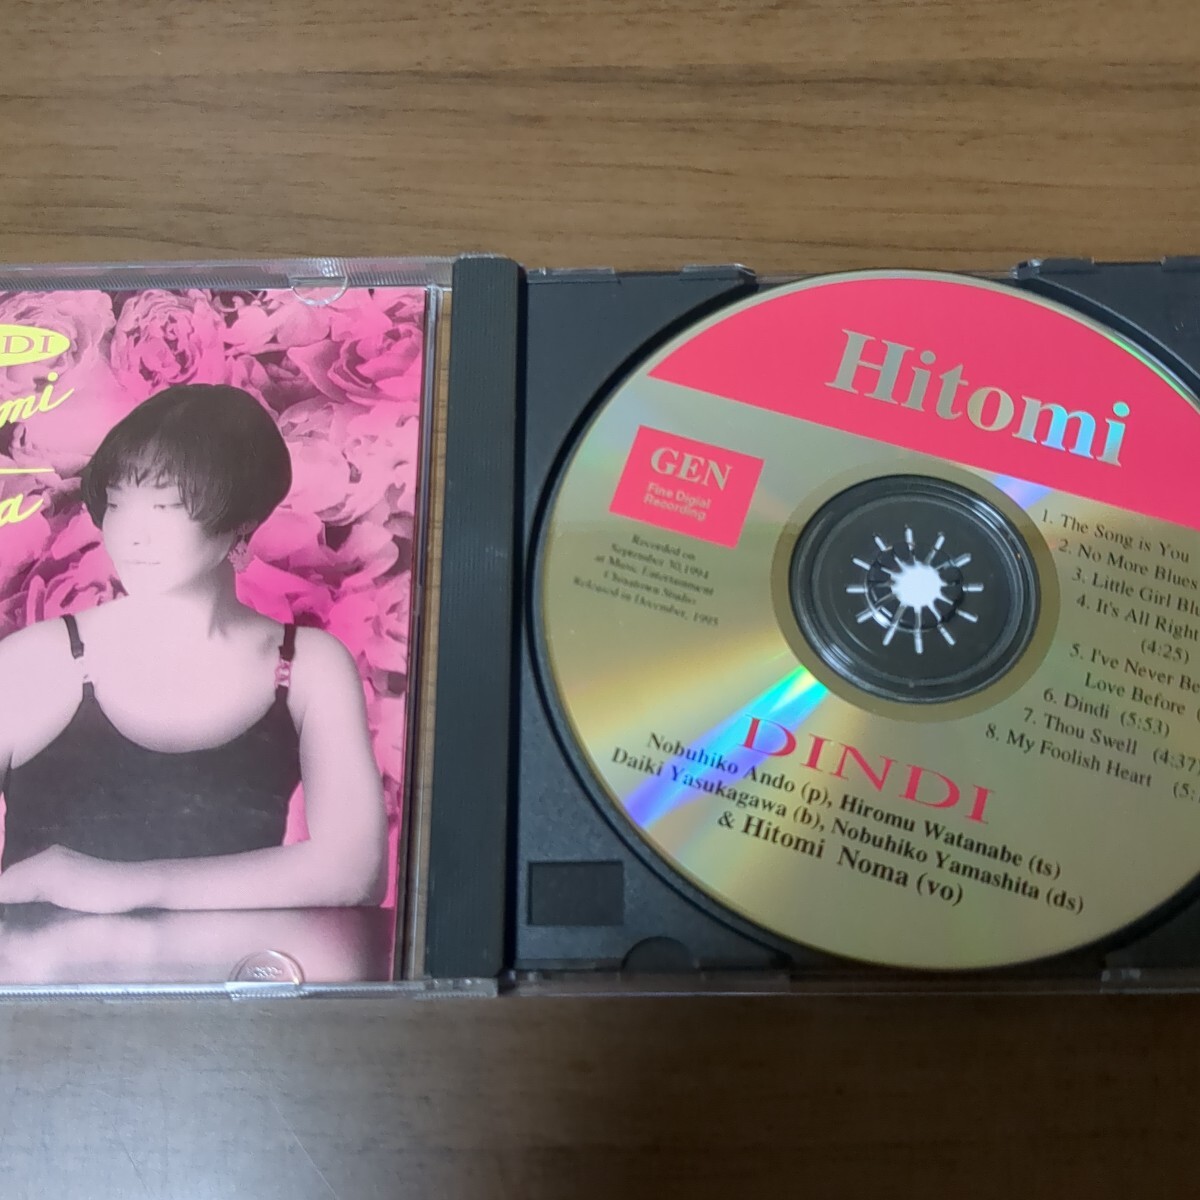 DI
mi
a
Hitomi
GEN
Fine Digial
Recording
Recorded on
September 30,1994
at Music Entertainment
Chinatown Studio
Released in December, 1995
1. The Song is You
2. No More Blues
3. Little Girl Blu
4. It's All Right
(4:25)
5. I've Never Be
Love Before (
6. Dindi (5:53)
7. Thou Swell (4:37)
8. My Foolish Heart (5:
DINDI
Nobuhiko Ando (p), Hiromu Watanabe (ts)
Daiki Yasukagawa (b), Nobuhiko Yamashita (ds)
& Hitomi Noma (vo)